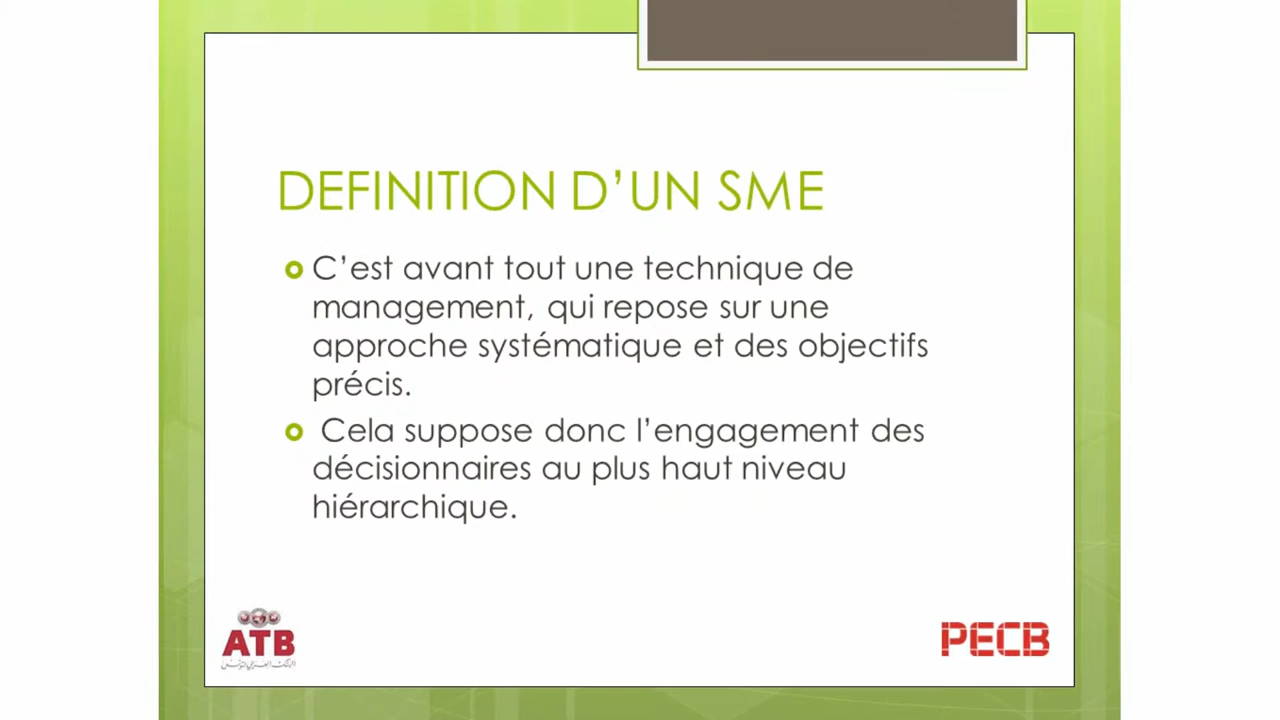 DEFINITION D’UN SME
C’est avant tout une technique de
management, qui repose sur une
approche systématique et des objectifs
précis.
Cela suppose donc l’engagement des
décisionnaires au plus haut niveau
hiérarchique.
ATB
PECB